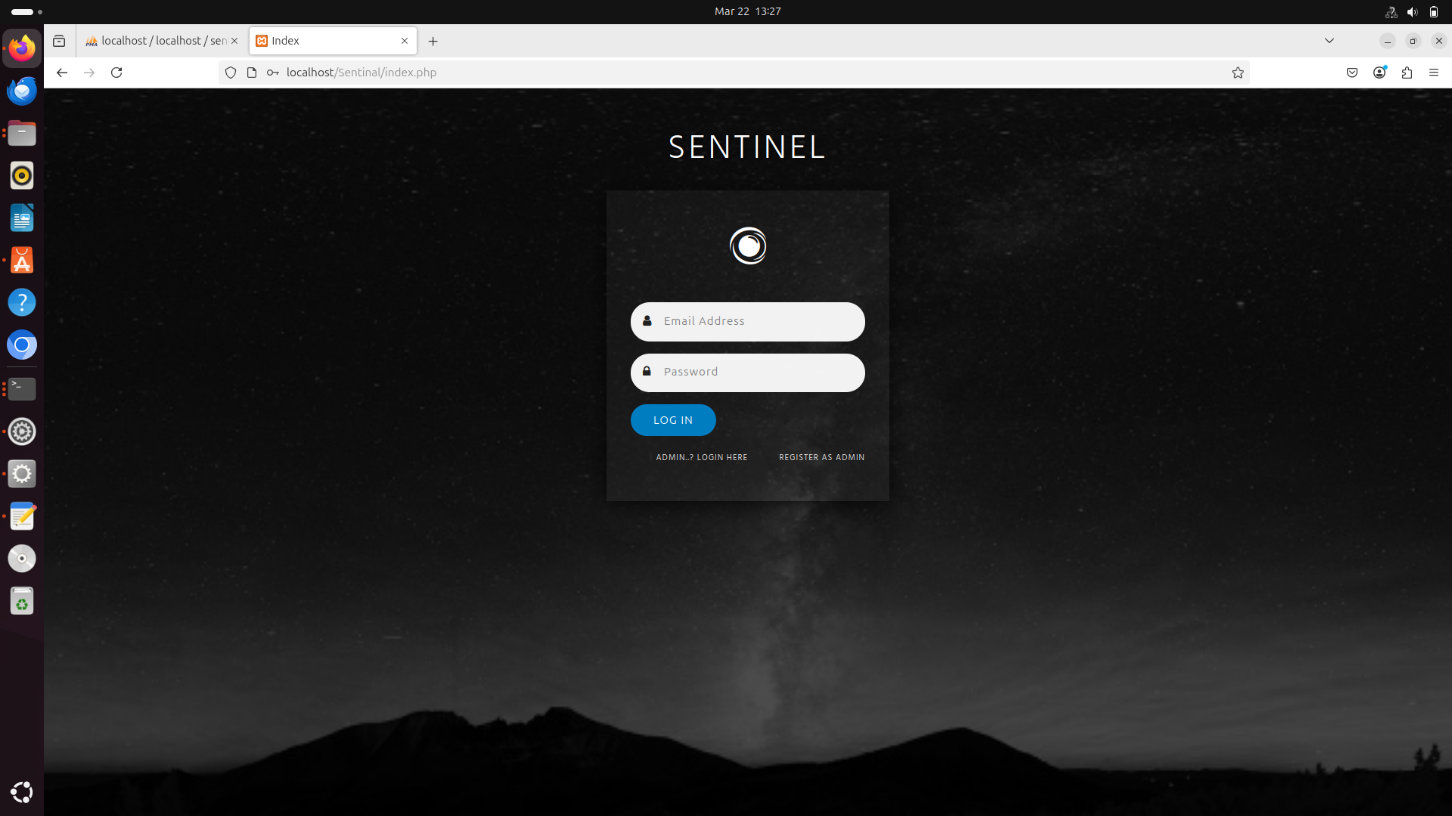 Mar 22 13:27
localhost / localhost / sen
Index
localhost/Sentinal/index.php
SENTINEL
Email Address
Password
LOG IN
ADMIN..? LOGIN HERE
REGISTER AS ADMIN